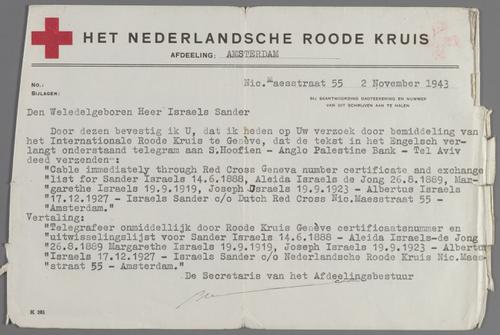 HET NEDERLANDSCHE ROODE KRUIS
AFDEELING: AMSTERDAM
No.:
BIJLAGEN:
Nic.Maesstraat 55 2 November 1943
BIJ BEANTWOORDING DAGTEEKENING EN NUMMER
VAN DIT SCHRIJVEN AAN TE HALEN
Den Weledelgeboren Heer Israels Sander
Door dezen bevestig ik U, dat ik heden op Uw verzoek door bemiddeling van
het Internationale Roode Kruis te Genève, dat de tekst in het Engelsch ver-
langt onderstaand telegram aan S.Hoofien - Anglo Palestine Bank - Tel Aviv
deed verzenden:
"Cable immediately through Red Cross Geneva number certificate and exchange
"list for Sander Israels 14.6.1888, Aleida Israels de Jong 26.8.1889, Mar-
"garethe Israels 19.9.1919, Joseph Israels 19.9.1923 - Albertus Israels
"17.12.1927 - Israels Sander c/o Dutch Red Cross Nic.Maesstraat 55 -
"Amsterdam."
Vertaling:
"Telegrafeer onmiddellijk door Roode Kruis Genève certificaatsnummer en
"uitwisselingslijst voor Sander Israels 14.6.1888 - Aleida Israels-de Jong
"26.8.1889 Margarethe Israels 19.9.1919, Joseph Israels 19.9.1923 - Albertu
"Israels 17.12.1927 - Israels Sander c/o Nederlandsche Roode Kruis Nic.Maes-
"straat 55 - Amsterdam."
De Secretaris van het Afdeelingsbestuur